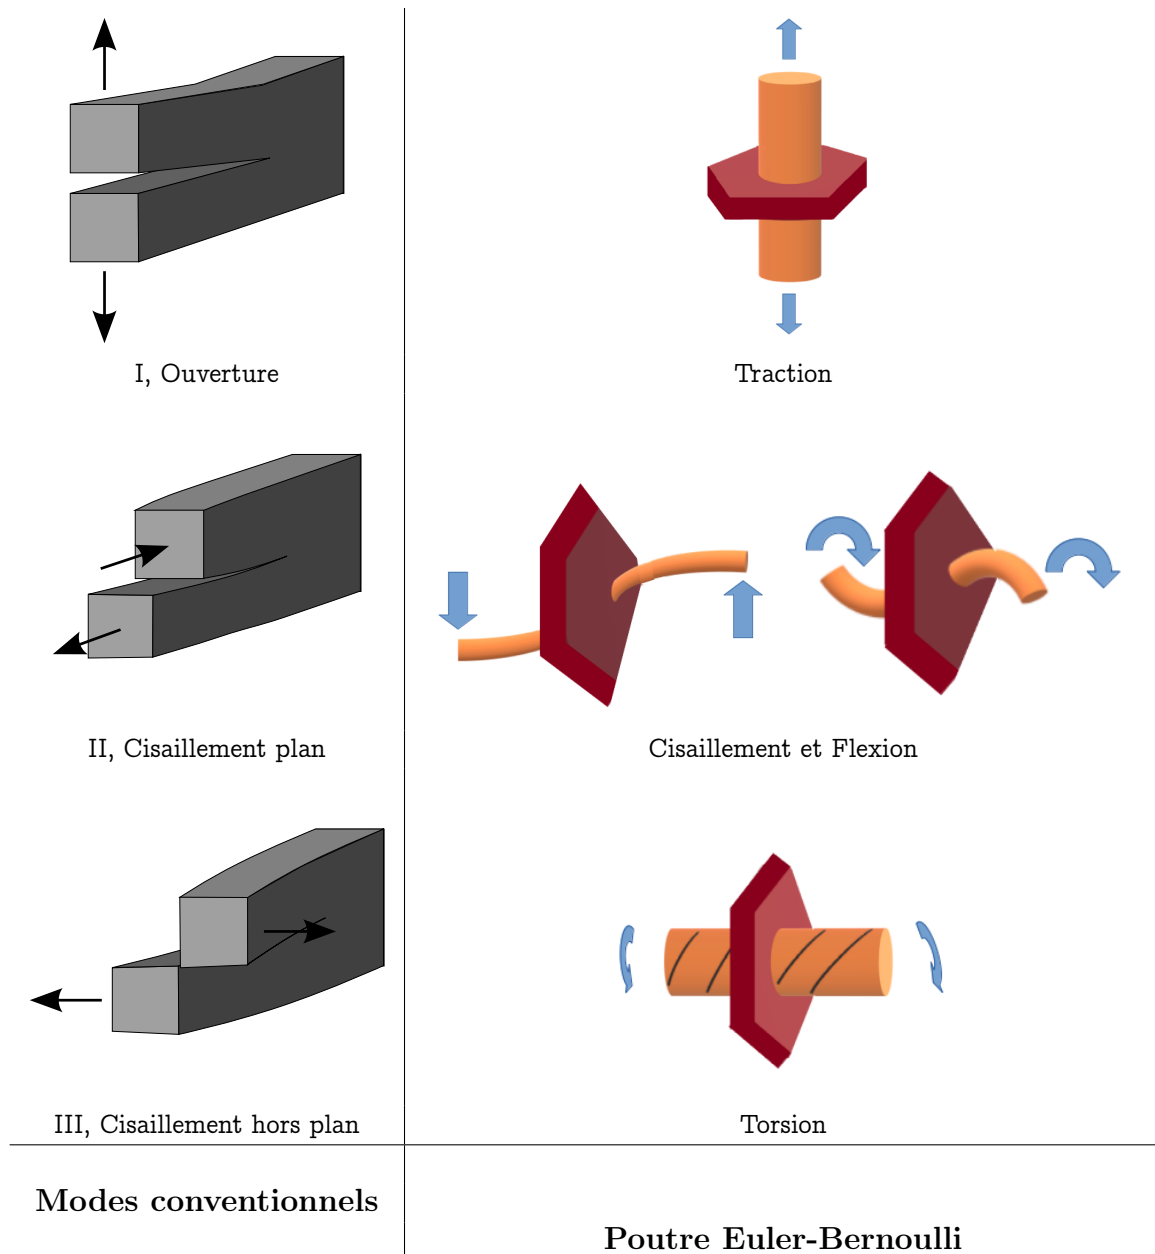 I, Ouverture
Traction
II, Cisaillement plan
Cisaillement et Flexion
III, Cisaillement hors plan
Torsion
Modes conventionnels
Poutre Euler-Bernoulli